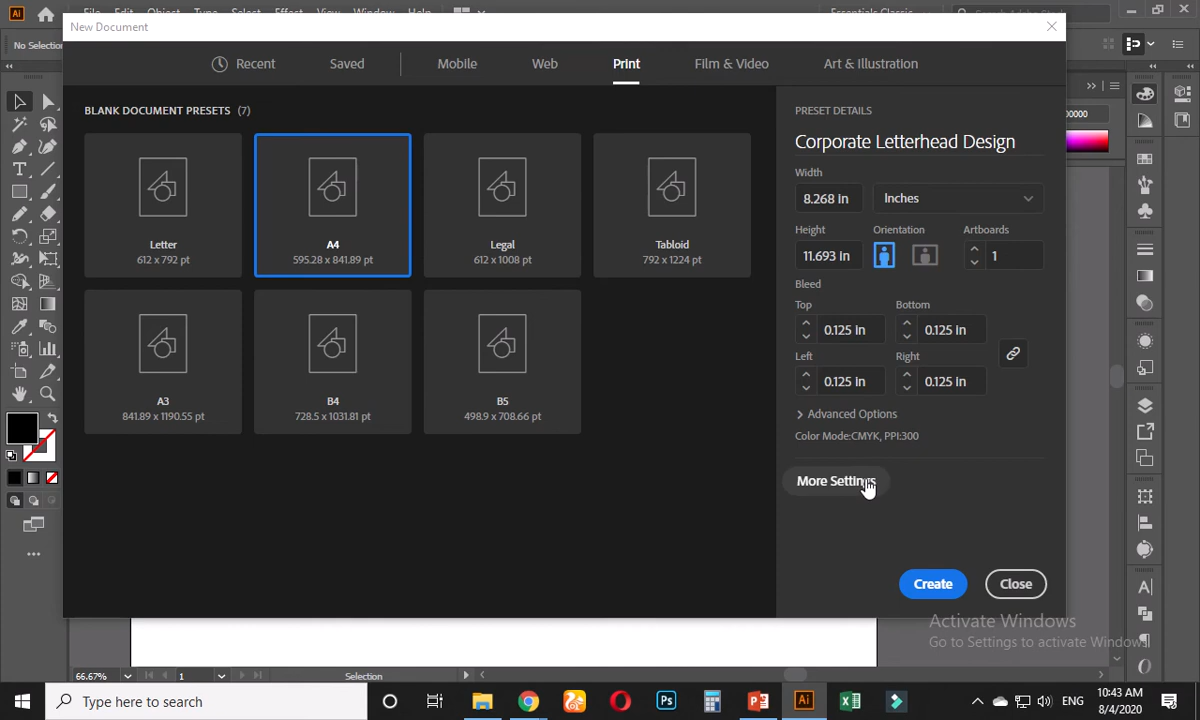 New Document
No Selection
Recent
Saved
Mobile
Web
Print
Film & Video
Art & Illustration
BLANK DOCUMENT PRESETS (7)
Letter
612 x 792 pt
A4
595.28 x 841.89 pt
Legal
612 x 1008 pt
Tabloid
792 x 1224 pt
A3
841.89 x 1190.55 pt
B4
728.5 x 1031.81 pt
B5
498.9 x 708.66 pt
PRESET DETAILS
Corporate Letterhead Design
Width
8.268 in
Inches
Height
Orientation
Artboards
11.693 in
1
Bleed
Top
Bottom
0.125 in
0.125 in
Left
Right
0.125 in
0.125 in
Advanced Options
Color Mode:CMYK, PPI:300
More Settings
Create
Close
Activate Windows
Go to Settings to activate Windows.
66.67%
1
Selection
Type here to search
ENG
10:43 AM
8/4/2020